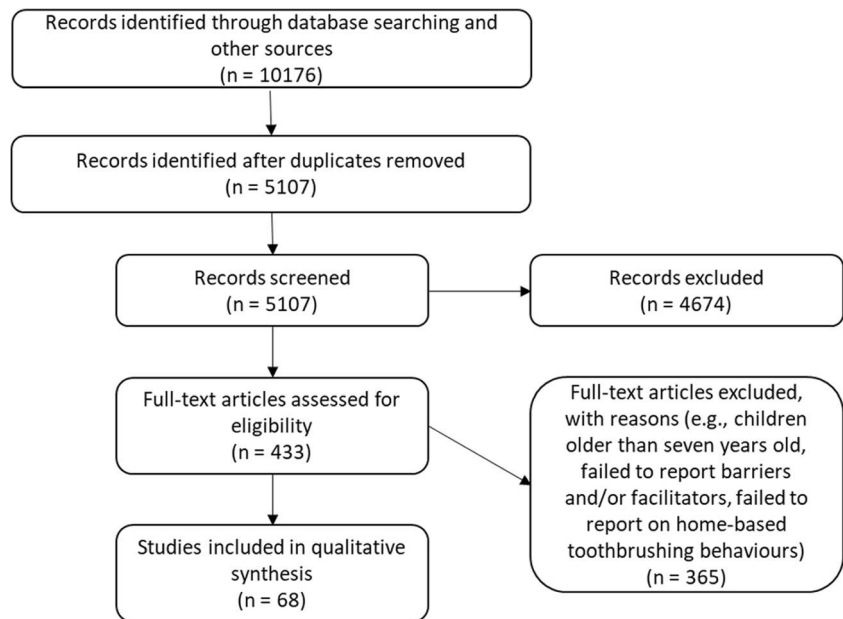 Records identified through database searching and
other sources
(n = 10176)
Records identified after duplicates removed
(n = 5107)
Records screened
(n = 5107)
Records excluded
(n = 4674)
Full-text articles assessed for
eligibility
(n = 433)
Full-text articles excluded,
with reasons (e.g., children
older than seven years old,
failed to report barriers
and/or facilitators, failed to
report on home-based
toothbrushing behaviours)
(n = 365)
Studies included in qualitative
synthesis
(n = 68)